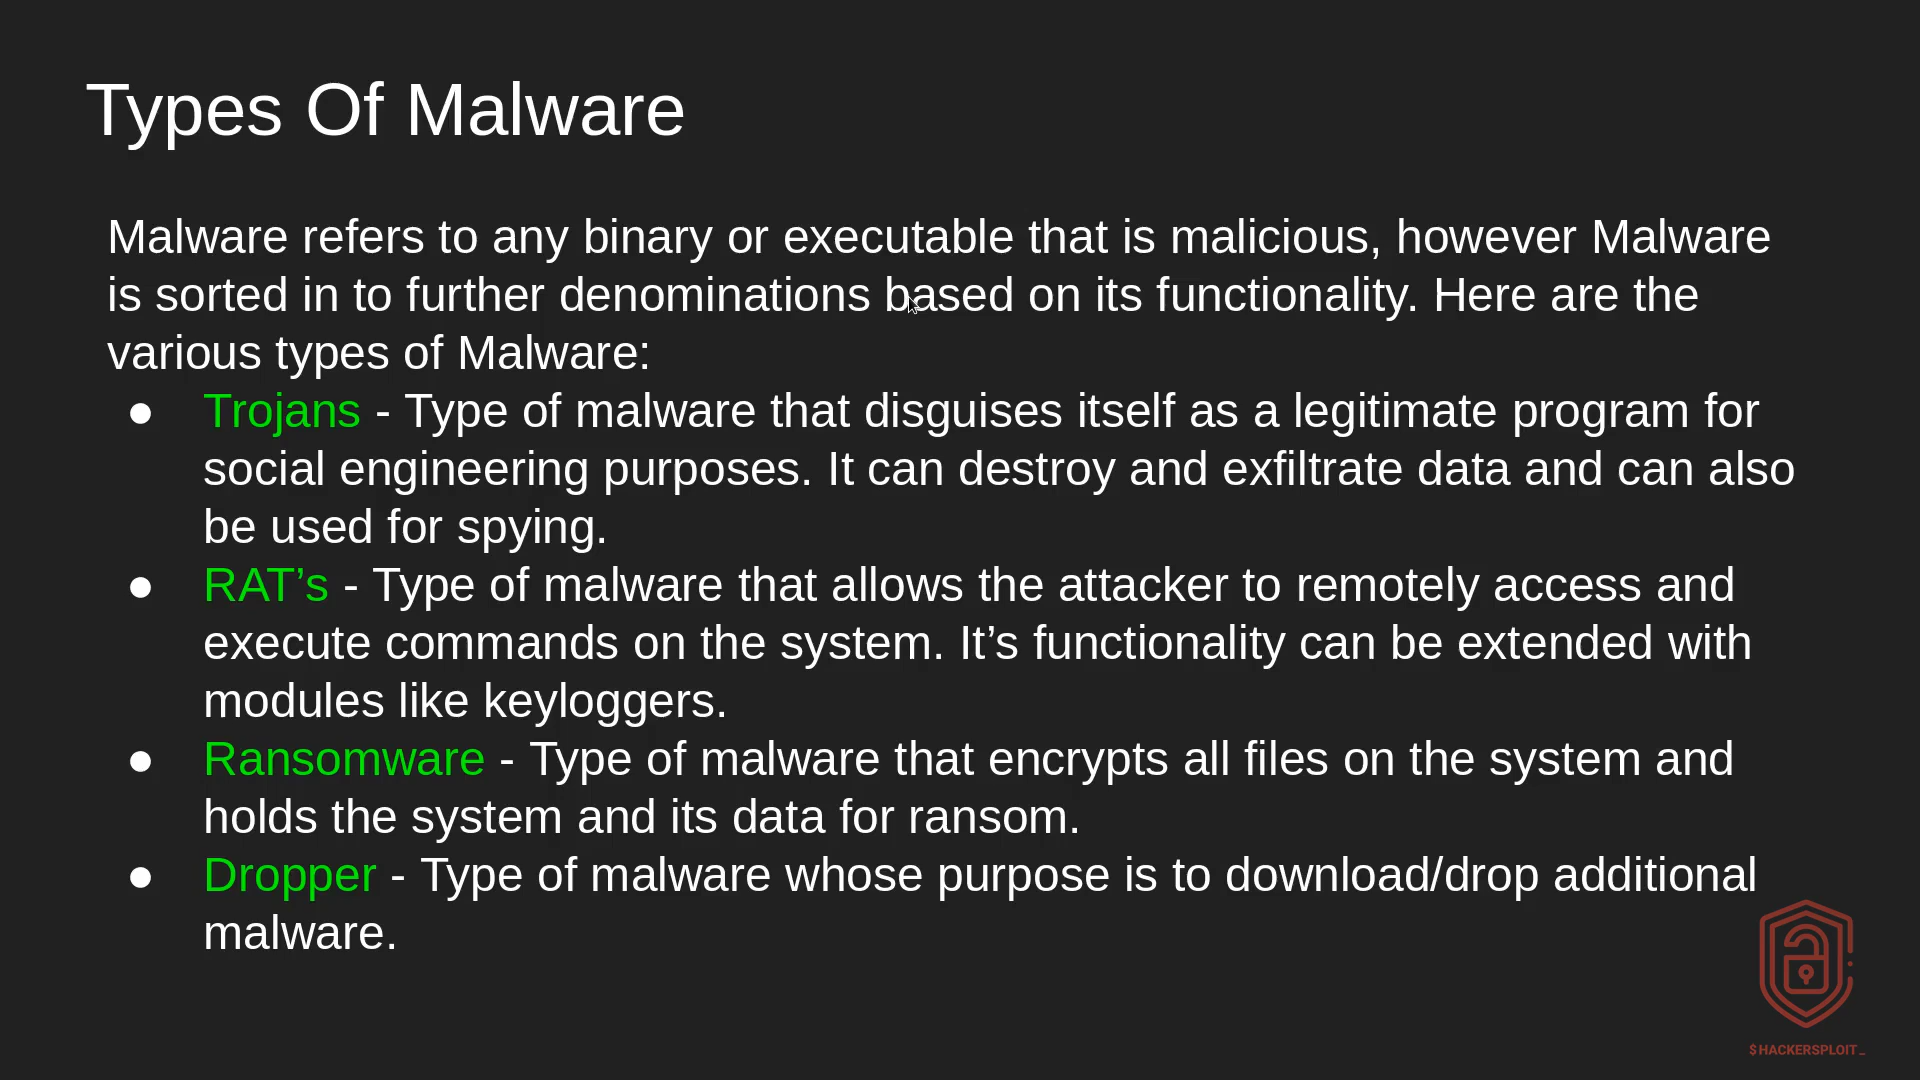 Types Of Malware
Malware refers to any binary or executable that is malicious, however Malware
is sorted in to further denominations based on its functionality. Here are the
various types of Malware:
● Trojans - Type of malware that disguises itself as a legitimate program for
social engineering purposes. It can destroy and exfiltrate data and can also
be used for spying.
● RAT’s - Type of malware that allows the attacker to remotely access and
execute commands on the system. It’s functionality can be extended with
modules like keyloggers.
● Ransomware - Type of malware that encrypts all files on the system and
holds the system and its data for ransom.
● Dropper - Type of malware whose purpose is to download/drop additional
malware.
$HACKERSPLOIT_